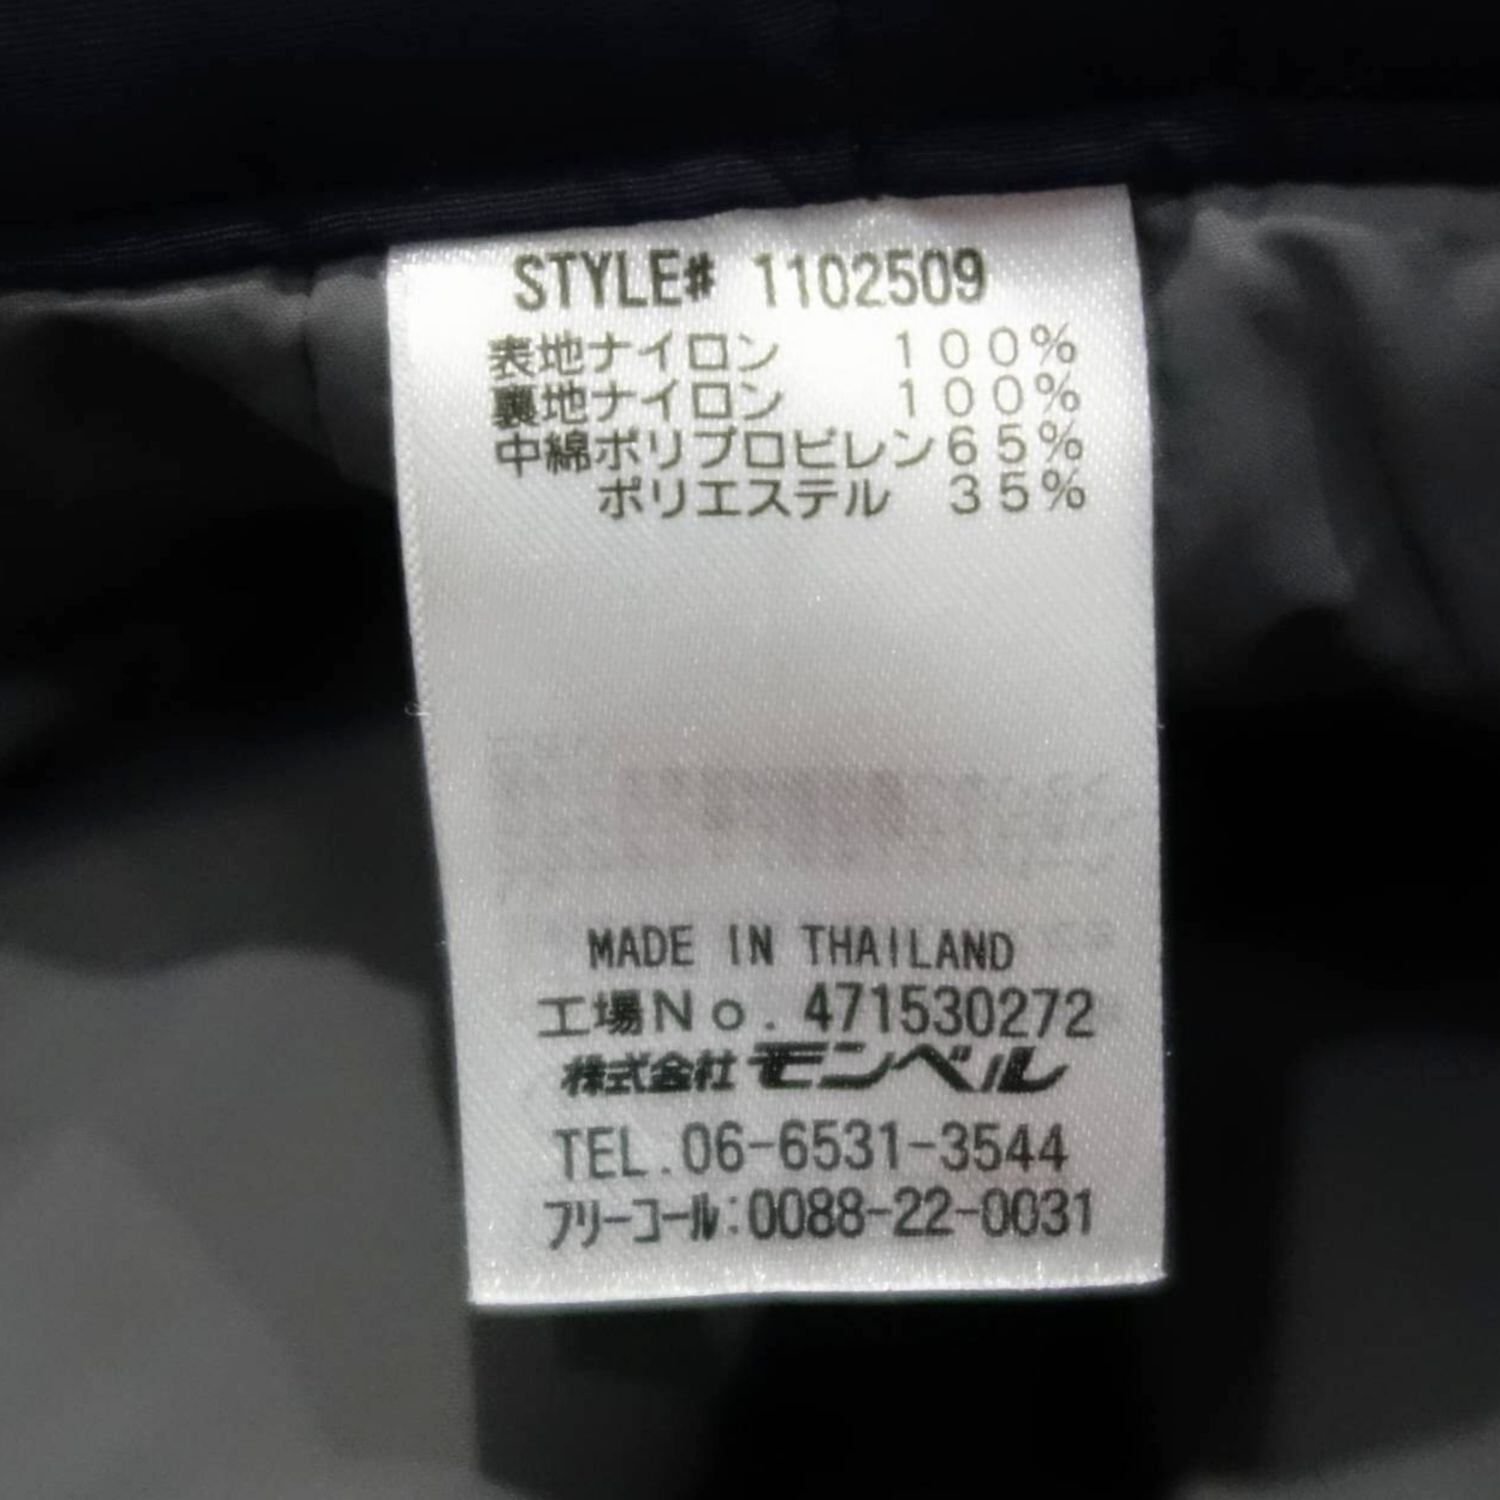 STYLE# 1102509
表地ナイロン 100%
裏地ナイロン 100%
中綿ポリプロピレン65%
ポリエステル 35%
MADE IN THAILAND
工場No. 471530272
株式会社モンベル
TEL.06-6531-3544
フリーコール:0088-22-0031